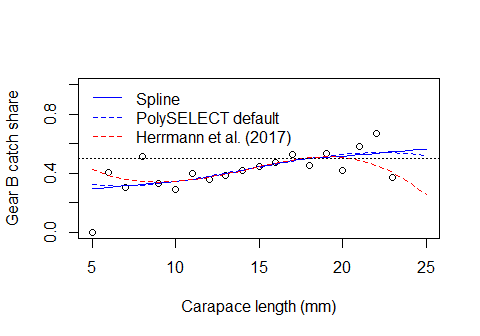 Spline
PolySELECT default
Herrmann et al. (2017)
Gear B catch share
0.0 0.4 0.8
5 10 15 20 25
Carapace length (mm)